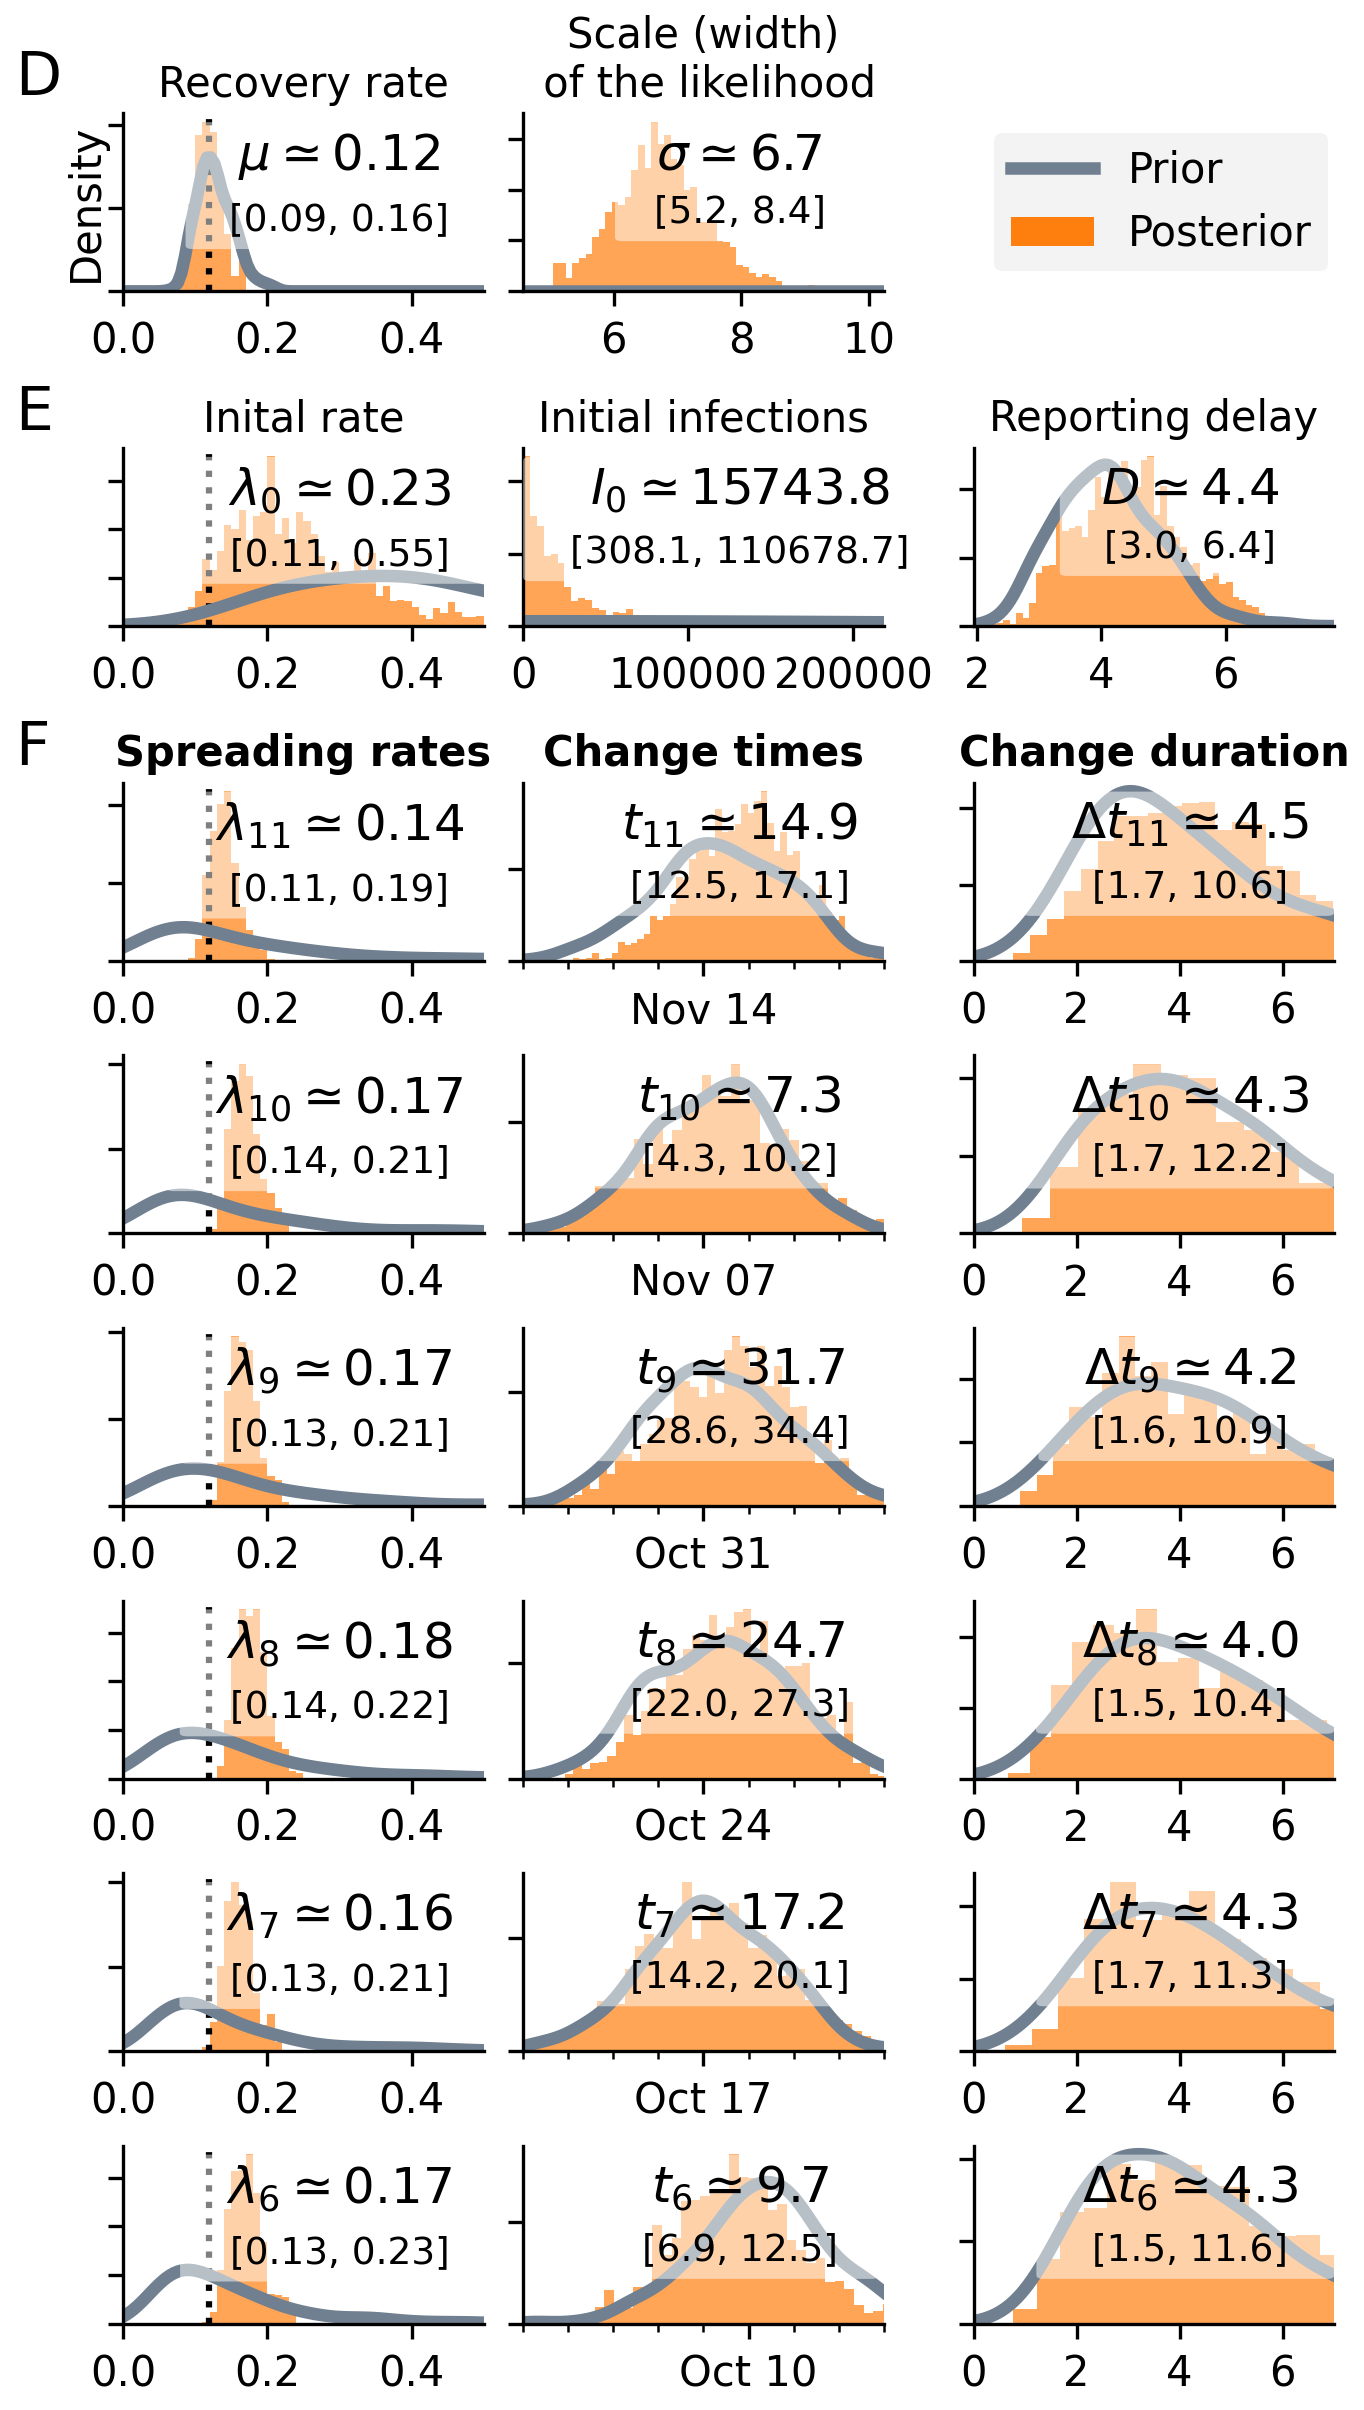 D
Recovery rate
Scale (width)
of the likelihood
Density
μ ≃ 0.12
[0.09, 0.16]
0.0 0.2 0.4
σ ≃ 6.7
[5.2, 8.4]
6 8 10
Prior
Posterior
E
Inital rate
λ0 ≃ 0.23
[0.11, 0.55]
0.0 0.2 0.4
Initial infections
I0 ≃ 15743.8
[308.1, 110678.7]
0 100000 200000
Reporting delay
D ≃ 4.4
[3.0, 6.4]
2 4 6
F
Spreading rates
Change times
Change duration
λ11 ≃ 0.14
[0.11, 0.19]
0.0 0.2 0.4
t11 ≃ 14.9
[12.5, 17.1]
Nov 14
Δt11 ≃ 4.5
[1.7, 10.6]
0 2 4 6
λ10 ≃ 0.17
[0.14, 0.21]
0.0 0.2 0.4
t10 ≃ 7.3
[4.3, 10.2]
Nov 07
Δt10 ≃ 4.3
[1.7, 12.2]
0 2 4 6
λ9 ≃ 0.17
[0.13, 0.21]
0.0 0.2 0.4
t9 ≃ 31.7
[28.6, 34.4]
Oct 31
Δt9 ≃ 4.2
[1.6, 10.9]
0 2 4 6
λ8 ≃ 0.18
[0.14, 0.22]
0.0 0.2 0.4
t8 ≃ 24.7
[22.0, 27.3]
Oct 24
Δt8 ≃ 4.0
[1.5, 10.4]
0 2 4 6
λ7 ≃ 0.16
[0.13, 0.21]
0.0 0.2 0.4
t7 ≃ 17.2
[14.2, 20.1]
Oct 17
Δt7 ≃ 4.3
[1.7, 11.3]
0 2 4 6
λ6 ≃ 0.17
[0.13, 0.23]
0.0 0.2 0.4
t6 ≃ 9.7
[6.9, 12.5]
Oct 10
Δt6 ≃ 4.3
[1.5, 11.6]
0 2 4 6